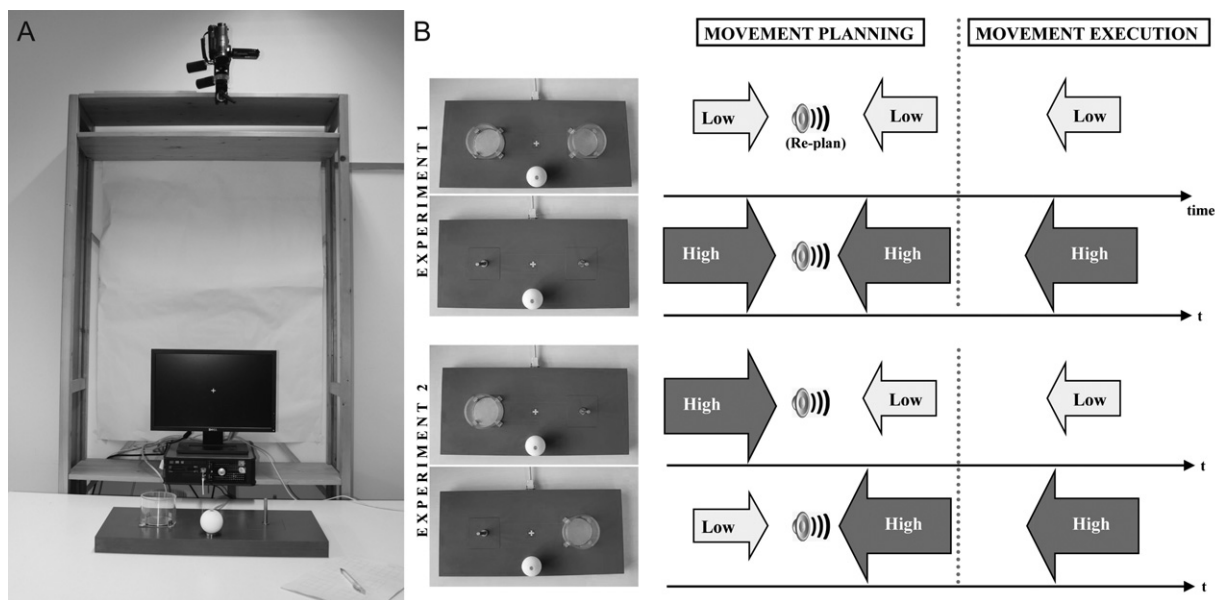 A
B
MOVEMENT PLANNING
MOVEMENT EXECUTION
EXPERIMENT 1
Low
(Re-plan)
Low
Low
time
High
High
High
t
EXPERIMENT 2
High
Low
Low
t
Low
High
High
t